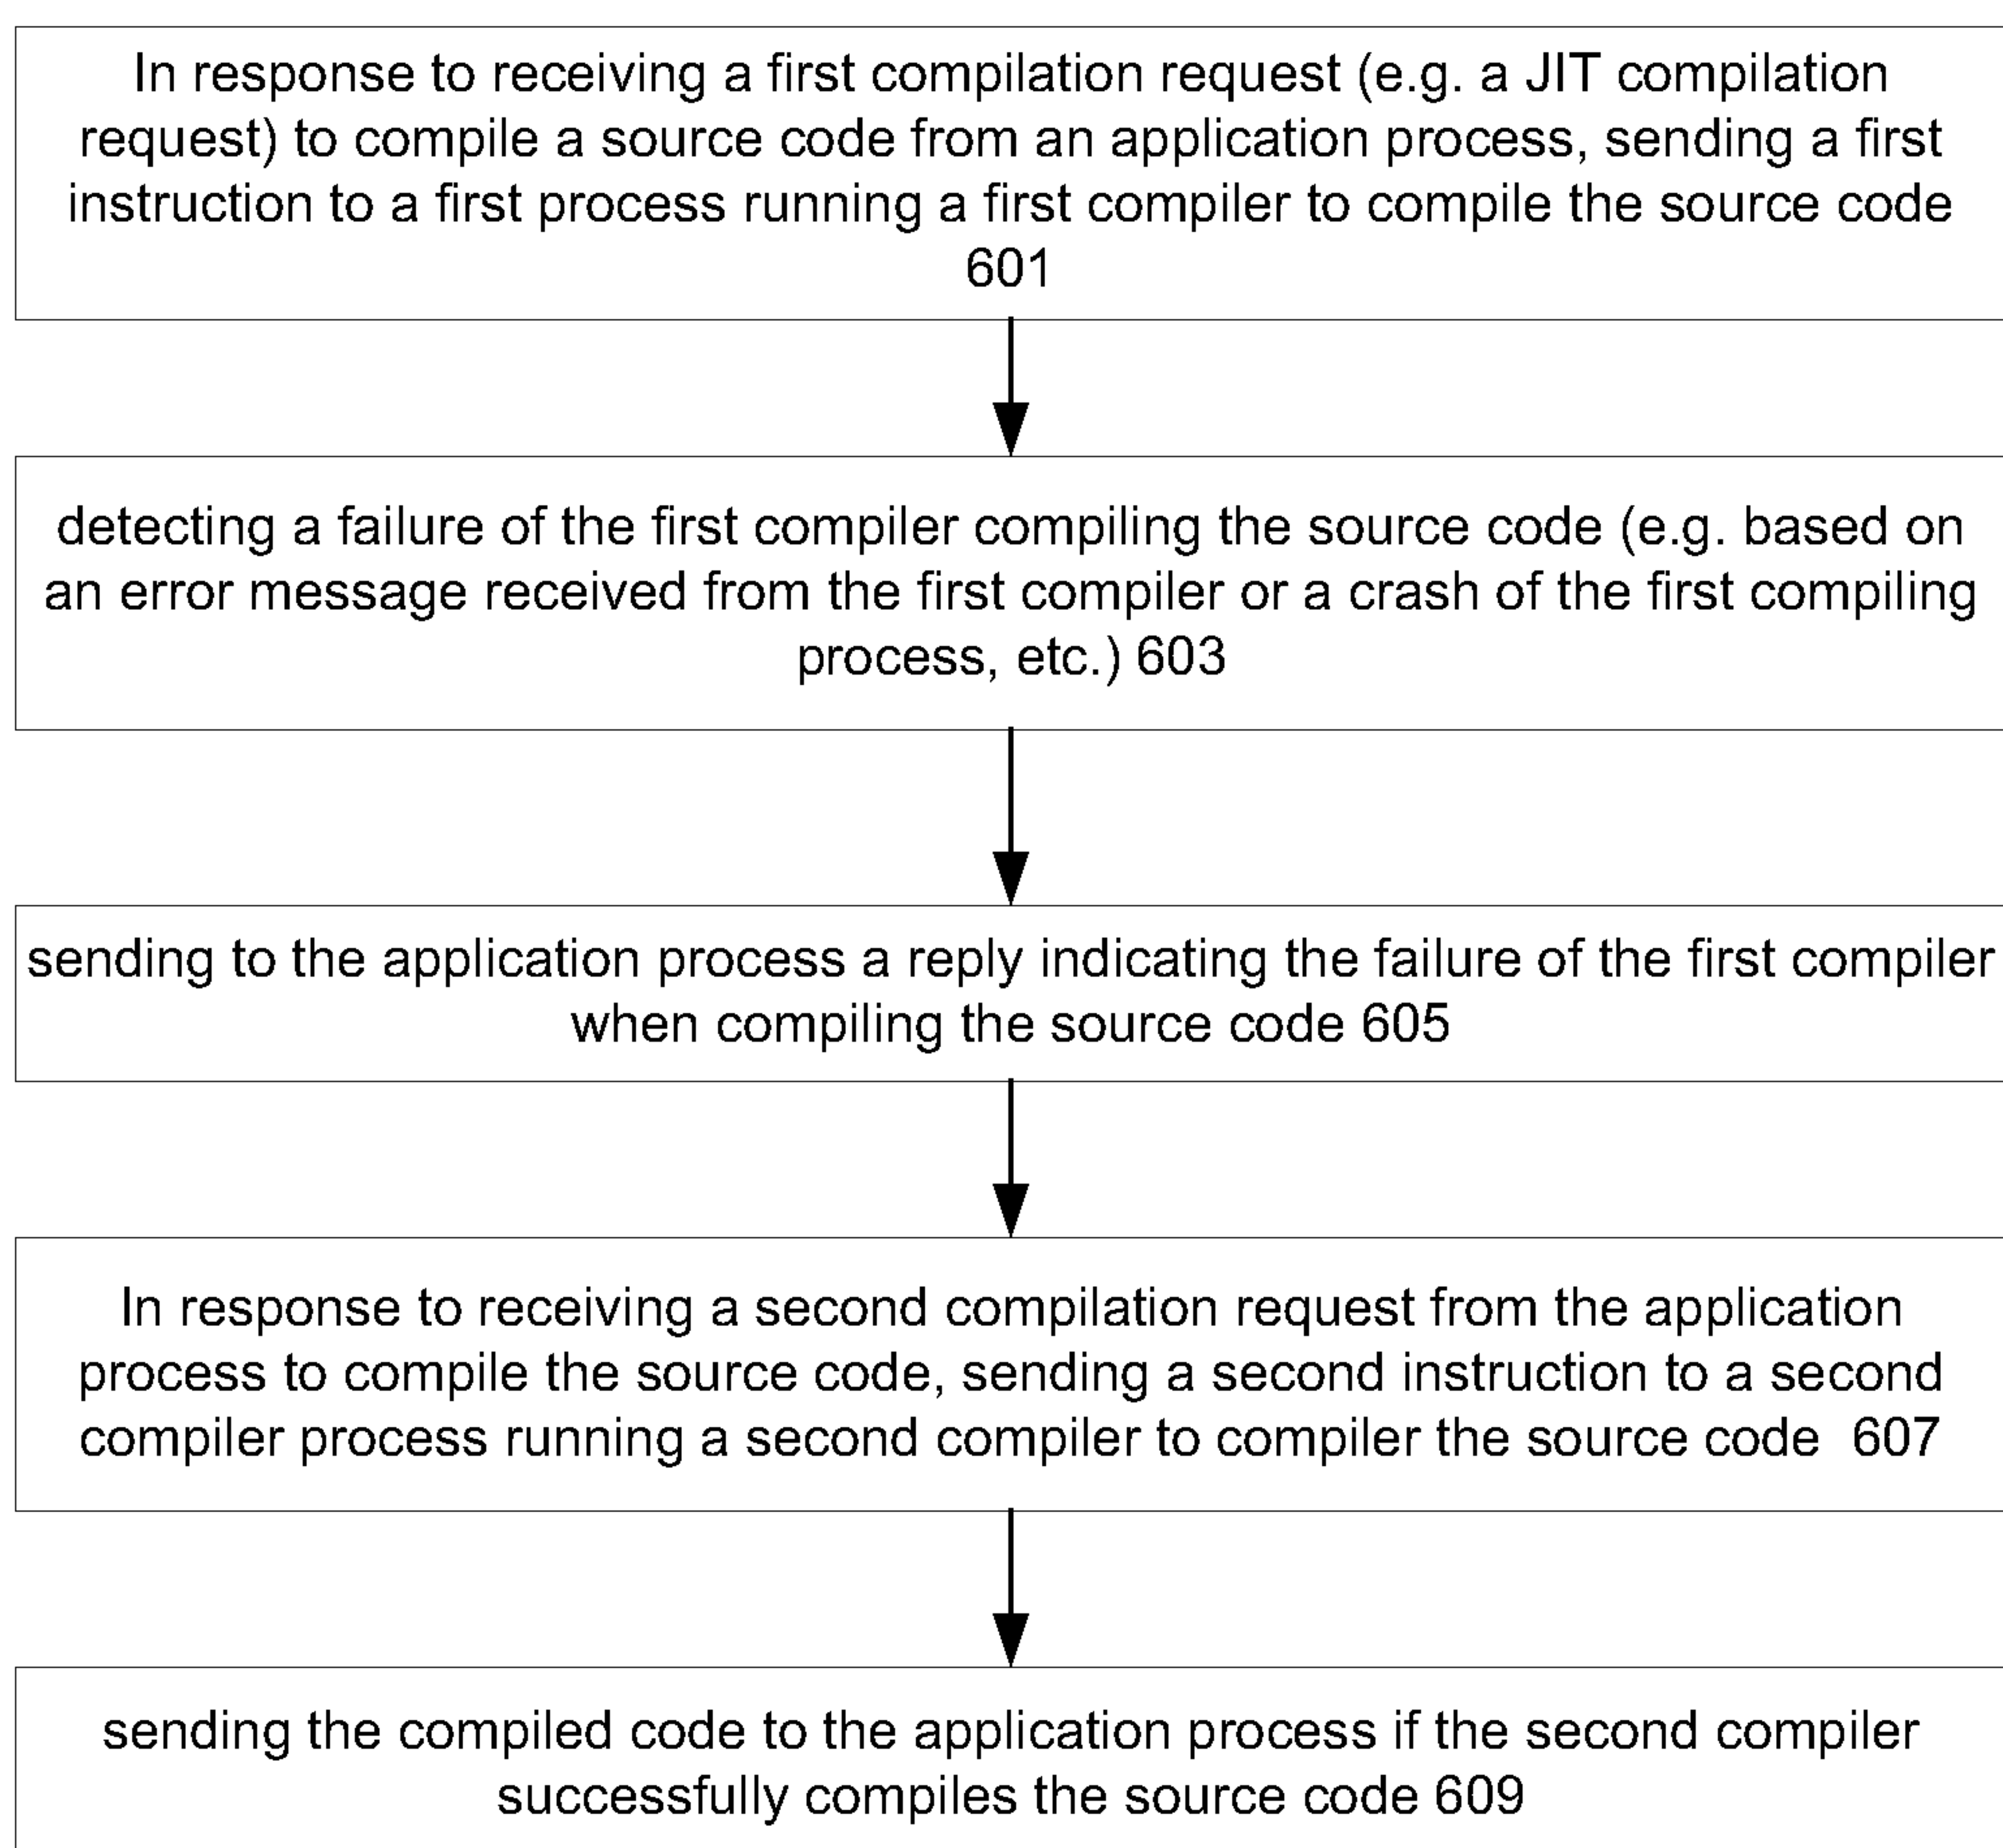 In response to receiving a first compilation request (e.g. a JIT compilation
request) to compile a source code from an application process, sending a first
instruction to a first process running a first compiler to compile the source code
601
detecting a failure of the first compiler compiling the source code (e.g. based on
an error message received from the first compiler or a crash of the first compiling
process, etc.) 603
sending to the application process a reply indicating the failure of the first compiler
when compiling the source code 605
In response to receiving a second compilation request from the application
process to compile the source code, sending a second instruction to a second
compiler process running a second compiler to compiler the source code  607
sending the compiled code to the application process if the second compiler
successfully compiles the source code 609